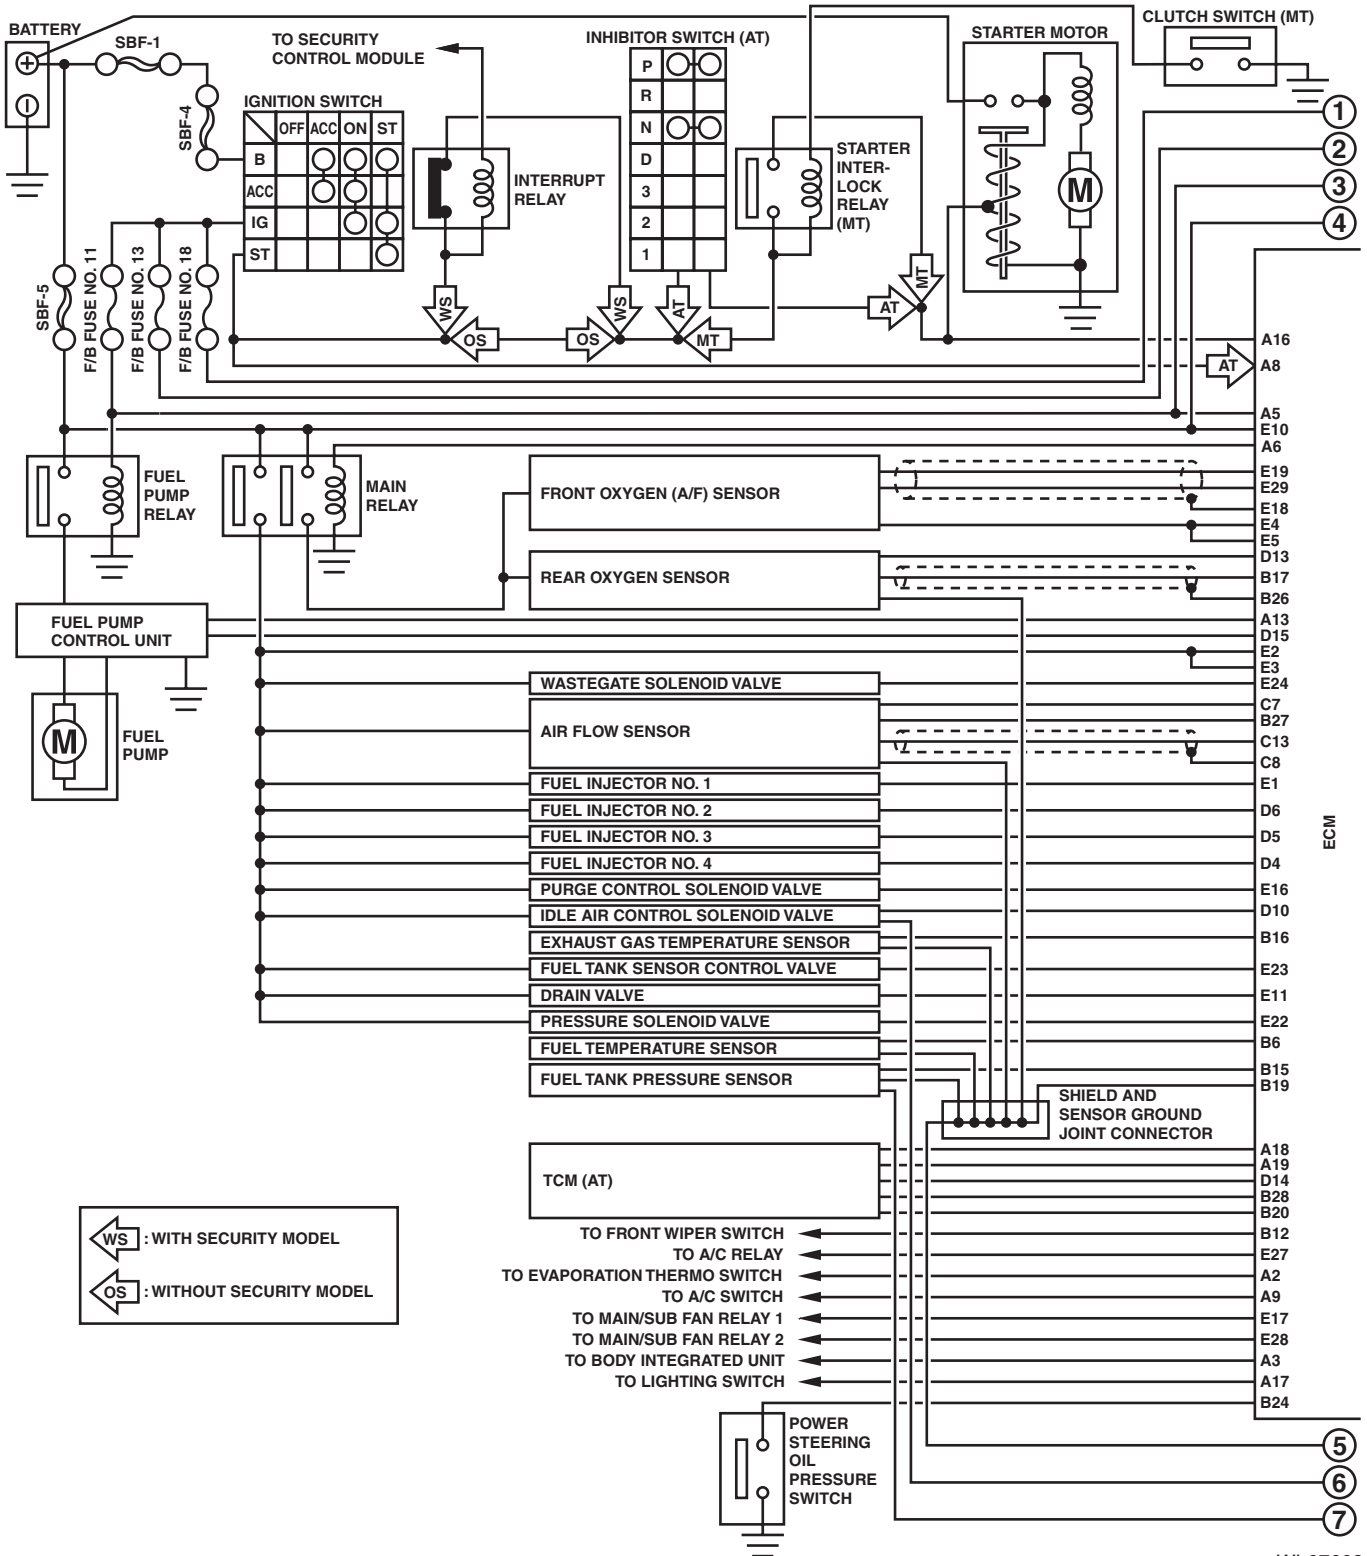 BATTERY
SBF-1
TO SECURITY
CONTROL MODULE
INHIBITOR SWITCH (AT)
STARTER MOTOR
CLUTCH SWITCH (MT)
SBF-4
IGNITION SWITCH
OFF ACC ON ST
B
ACC
IG
ST
INTERRUPT
RELAY
P
R
N
D
3
2
1
STARTER
INTER-
LOCK
RELAY
(MT)
M
1
2
3
4
SBF-5
F/B FUSE NO. 11
F/B FUSE NO. 13
F/B FUSE NO. 18
WS
OS
OS
WS
AT
MT
AT
MT
A16
AT
A8
A5
E10
A6
FUEL
PUMP
RELAY
MAIN
RELAY
FRONT OXYGEN (A/F) SENSOR
E19
E29
E18
E4
E5
REAR OXYGEN SENSOR
D13
B17
B26
FUEL PUMP
CONTROL UNIT
A13
D15
E2
E3
WASTEGATE SOLENOID VALVE
E24
M
FUEL
PUMP
AIR FLOW SENSOR
C7
B27
C13
C8
FUEL INJECTOR NO. 1
E1
FUEL INJECTOR NO. 2
D6
FUEL INJECTOR NO. 3
D5
ECM
FUEL INJECTOR NO. 4
D4
PURGE CONTROL SOLENOID VALVE
E16
IDLE AIR CONTROL SOLENOID VALVE
D10
EXHAUST GAS TEMPERATURE SENSOR
B16
FUEL TANK SENSOR CONTROL VALVE
E23
DRAIN VALVE
E11
PRESSURE SOLENOID VALVE
E22
FUEL TEMPERATURE SENSOR
B6
FUEL TANK PRESSURE SENSOR
B15
B19
SHIELD AND
SENSOR GROUND
JOINT CONNECTOR
TCM (AT)
A18
A19
D14
B28
B20
TO FRONT WIPER SWITCH
B12
TO A/C RELAY
E27
TO EVAPORATION THERMO SWITCH
A2
TO A/C SWITCH
A9
TO MAIN/SUB FAN RELAY 1
E17
TO MAIN/SUB FAN RELAY 2
E28
TO BODY INTEGRATED UNIT
A3
TO LIGHTING SWITCH
A17
B24
WS : WITH SECURITY MODEL
OS : WITHOUT SECURITY MODEL
POWER
STEERING
OIL
PRESSURE
SWITCH
5
6
7